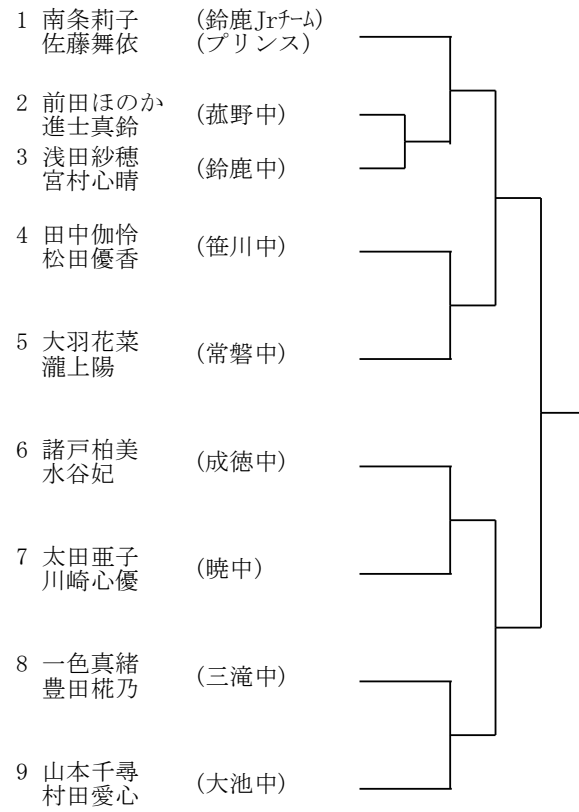 1 南条莉子 (鈴鹿Jrチーム)
佐藤舞依 (プリンス)
2 前田ほのか (菰野中)
進士真鈴
3 浅田紗穂 (鈴鹿中)
宮村心晴
4 田中伽怜 (笹川中)
松田優香
5 大羽花菜 (常磐中)
瀧上陽
6 諸戸柏美 (成徳中)
水谷妃
7 太田亜子 (暁中)
川崎心優
8 一色真緒 (三滝中)
豊田椛乃
9 山本千尋 (大池中)
村田愛心